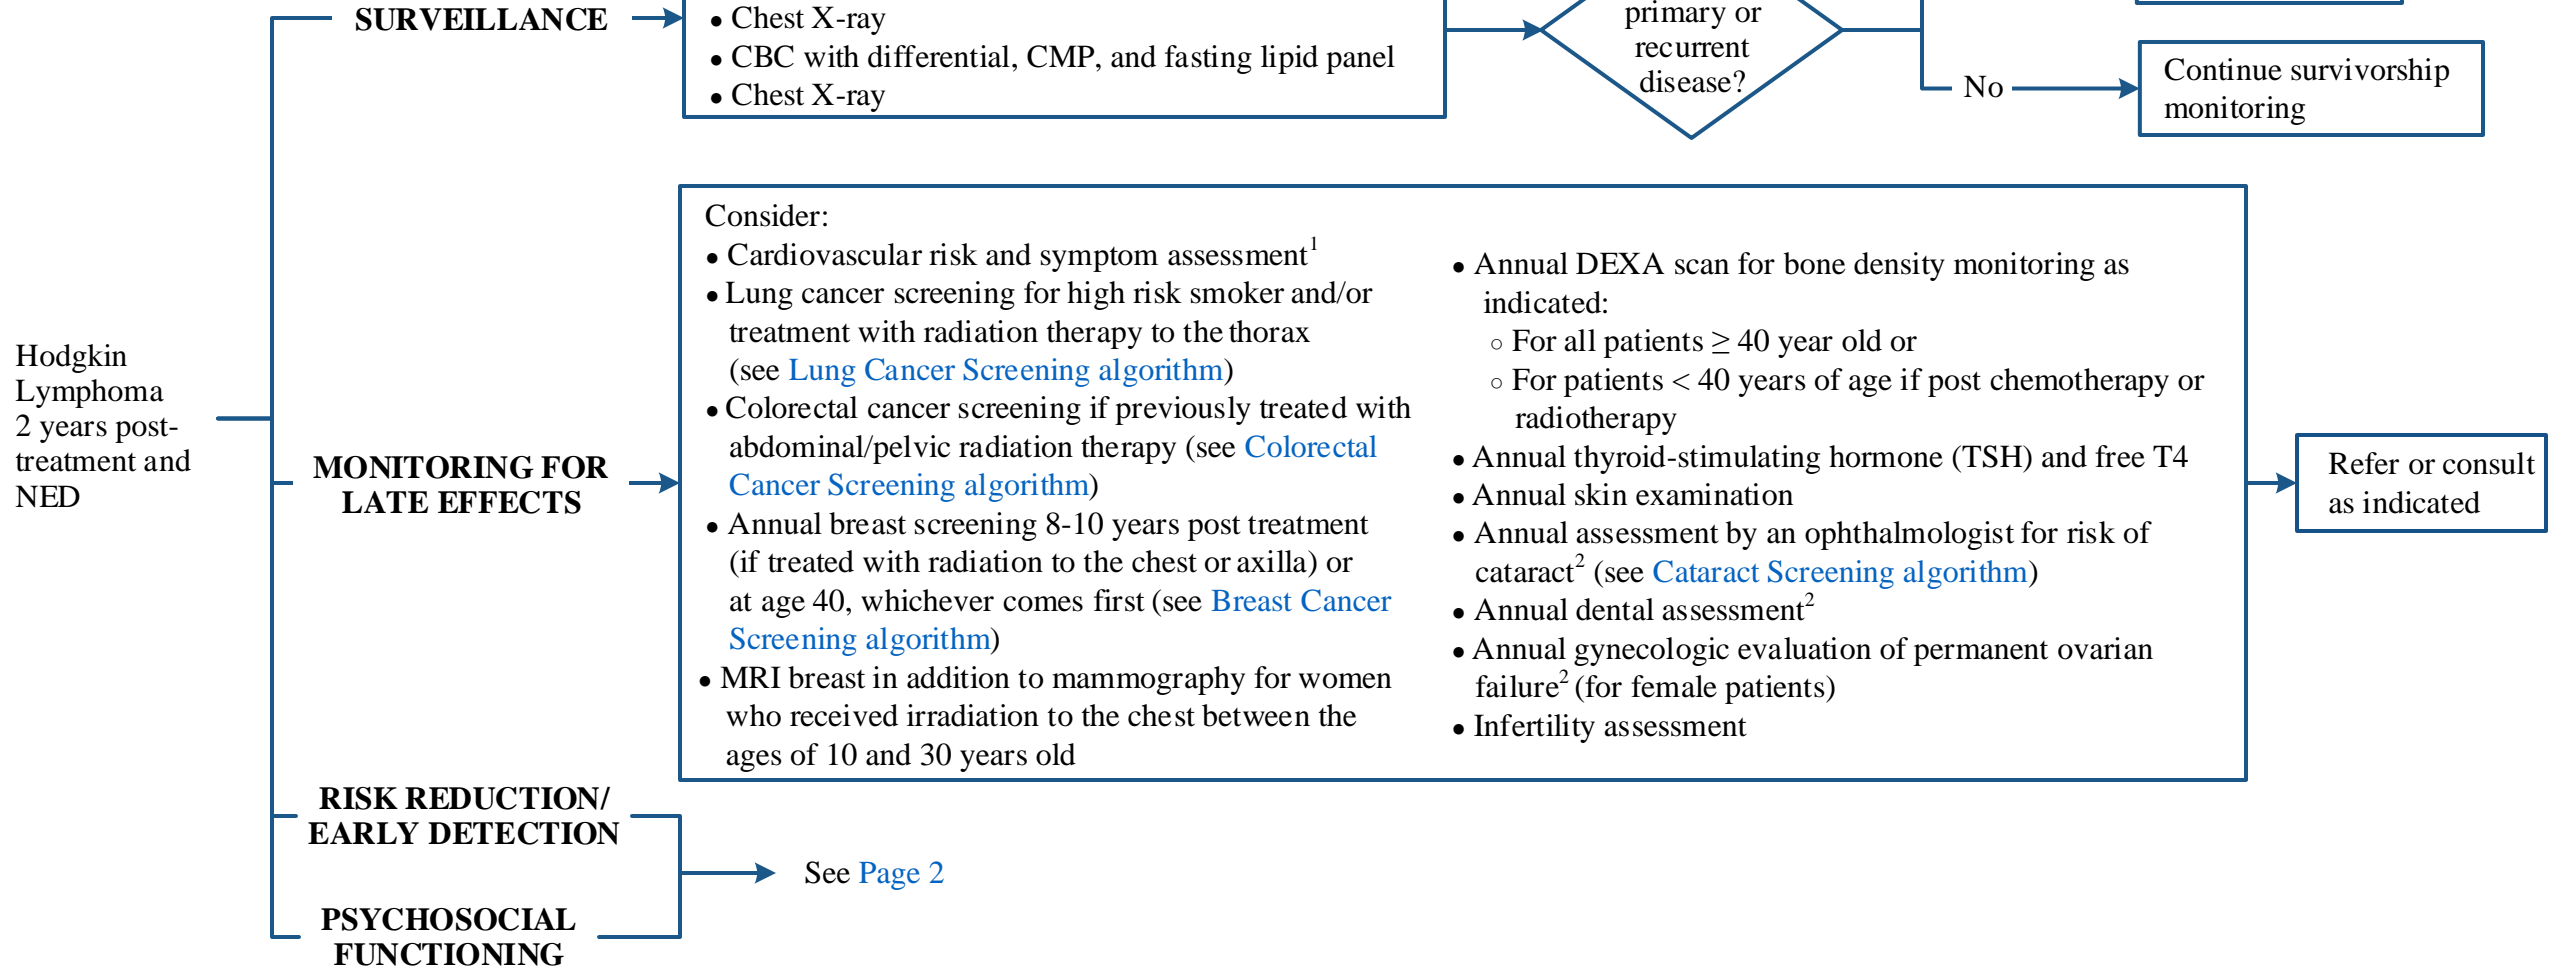 SURVEILLANCE
● Chest X-ray
● CBC with differential, CMP, and fasting lipid panel
● Chest X-ray
primary or
recurrent
disease?
No
Continue survivorship
monitoring
Hodgkin
Lymphoma
2 years post-
treatment and
NED
MONITORING FOR
LATE EFFECTS
Consider:
● Cardiovascular risk and symptom assessment¹
● Lung cancer screening for high risk smoker and/or
treatment with radiation therapy to the thorax
(see Lung Cancer Screening algorithm)
● Colorectal cancer screening if previously treated with
abdominal/pelvic radiation therapy (see Colorectal
Cancer Screening algorithm)
● Annual breast screening 8-10 years post treatment
(if treated with radiation to the chest or axilla) or
at age 40, whichever comes first (see Breast Cancer
Screening algorithm)
● MRI breast in addition to mammography for women
who received irradiation to the chest between the
ages of 10 and 30 years old
● Annual DEXA scan for bone density monitoring as
indicated:
○ For all patients ≥ 40 year old or
○ For patients < 40 years of age if post chemotherapy or
radiotherapy
● Annual thyroid-stimulating hormone (TSH) and free T4
● Annual skin examination
● Annual assessment by an ophthalmologist for risk of
cataract² (see Cataract Screening algorithm)
● Annual dental assessment²
● Annual gynecologic evaluation of permanent ovarian
failure² (for female patients)
● Infertility assessment
Refer or consult
as indicated
RISK REDUCTION/
EARLY DETECTION
See Page 2
PSYCHOSOCIAL
FUNCTIONING